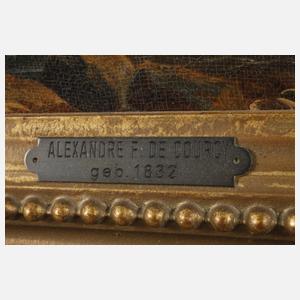 ALEXANDRE F. DE COURCY
geb. 1832